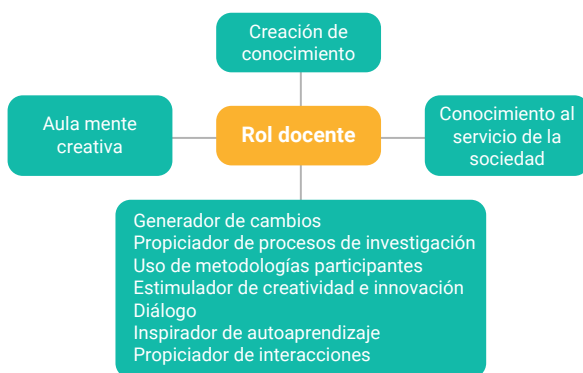 Creación de
conocimiento
Aula mente
creativa
Rol docente
Conocimiento al
servicio de la
sociedad
Generador de cambios
Propiciador de procesos de investigación
Uso de metodologías participantes
Estimulador de creatividad e innovación
Diálogo
Inspirador de autoaprendizaje
Propiciador de interacciones